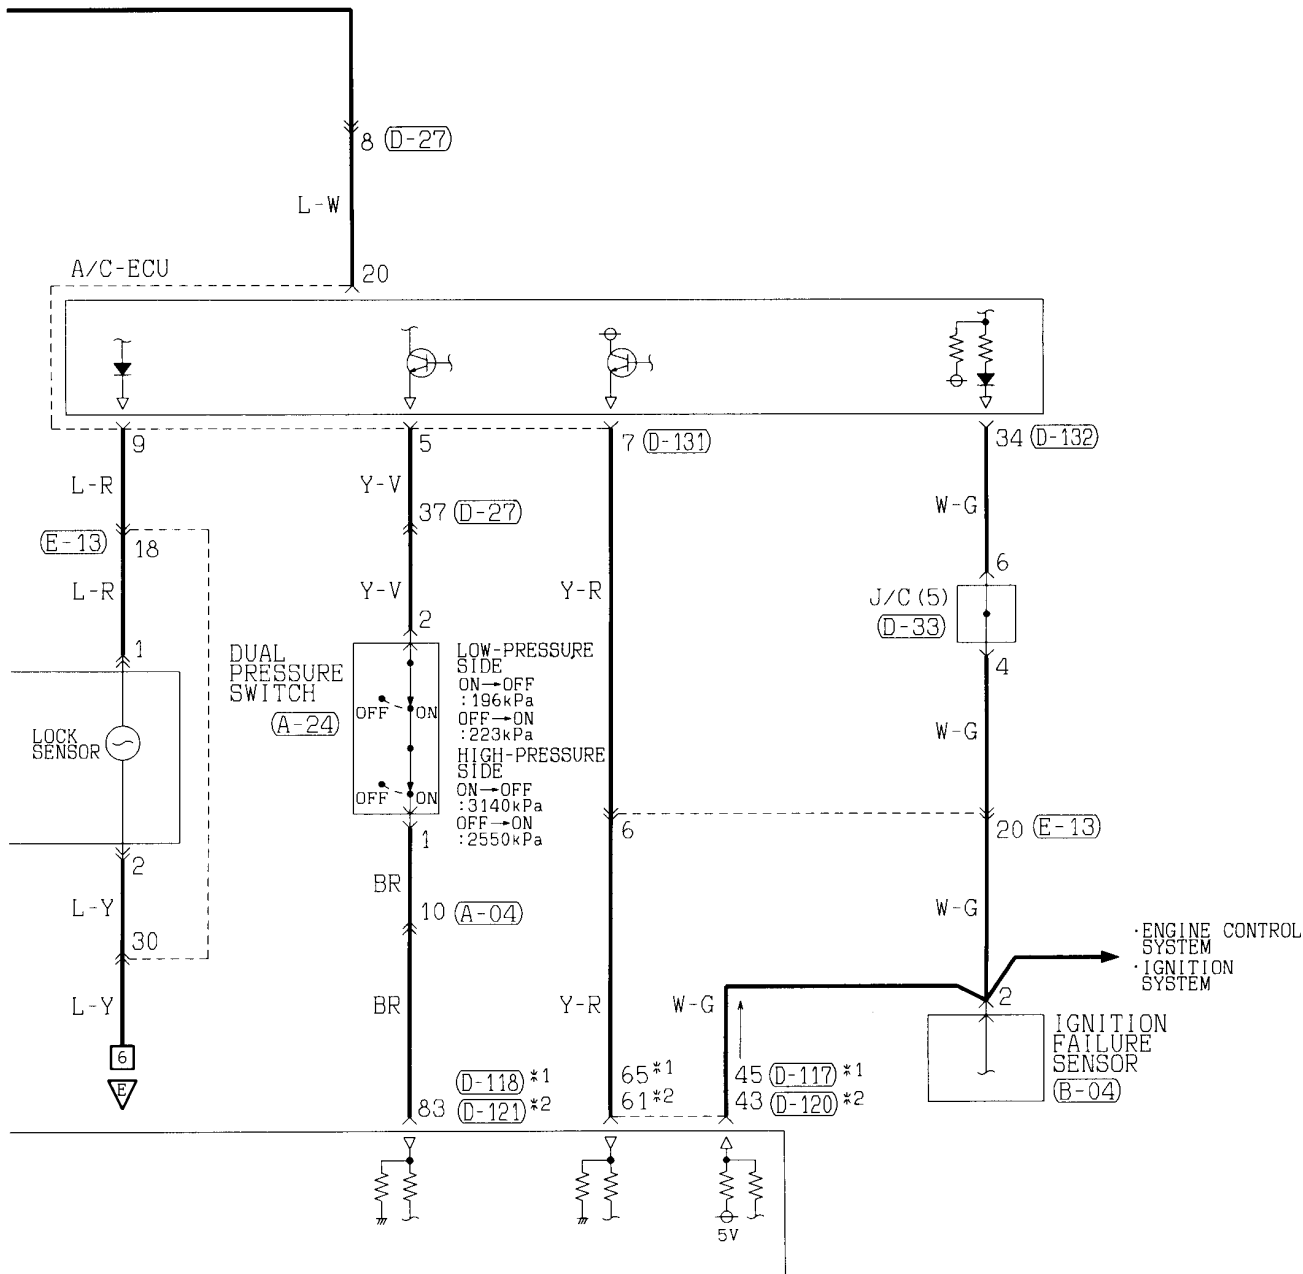 8 (D-27)
L-W
A/C-ECU
20
9
5
7 (D-131)
34 (D-132)
L-R
Y-V
37 (D-27)
W-G
(E-13)
18
6
L-R
Y-V
Y-R
J/C (5)
(D-33)
2
1
4
DUAL
PRESSURE
SWITCH
(A-24)
LOW-PRESSURE
SIDE
ON→OFF
:196kPa
OFF→ON
:223kPa
HIGH-PRESSURE
SIDE
ON→OFF
:3140kPa
OFF→ON
:2550kPa
OFF ON
OFF ON
LOCK
SENSOR
W-G
6
20 (E-13)
1
2
BR
L-Y
10 (A-04)
W-G
30
·ENGINE CONTROL
SYSTEM
·IGNITION
SYSTEM
L-Y
BR
Y-R
W-G
2
IGNITION
FAILURE
SENSOR
(B-04)
6
E
(D-118)*1
83 (D-121)*2
65*1
61*2
45 (D-117)*1
43 (D-120)*2
5V